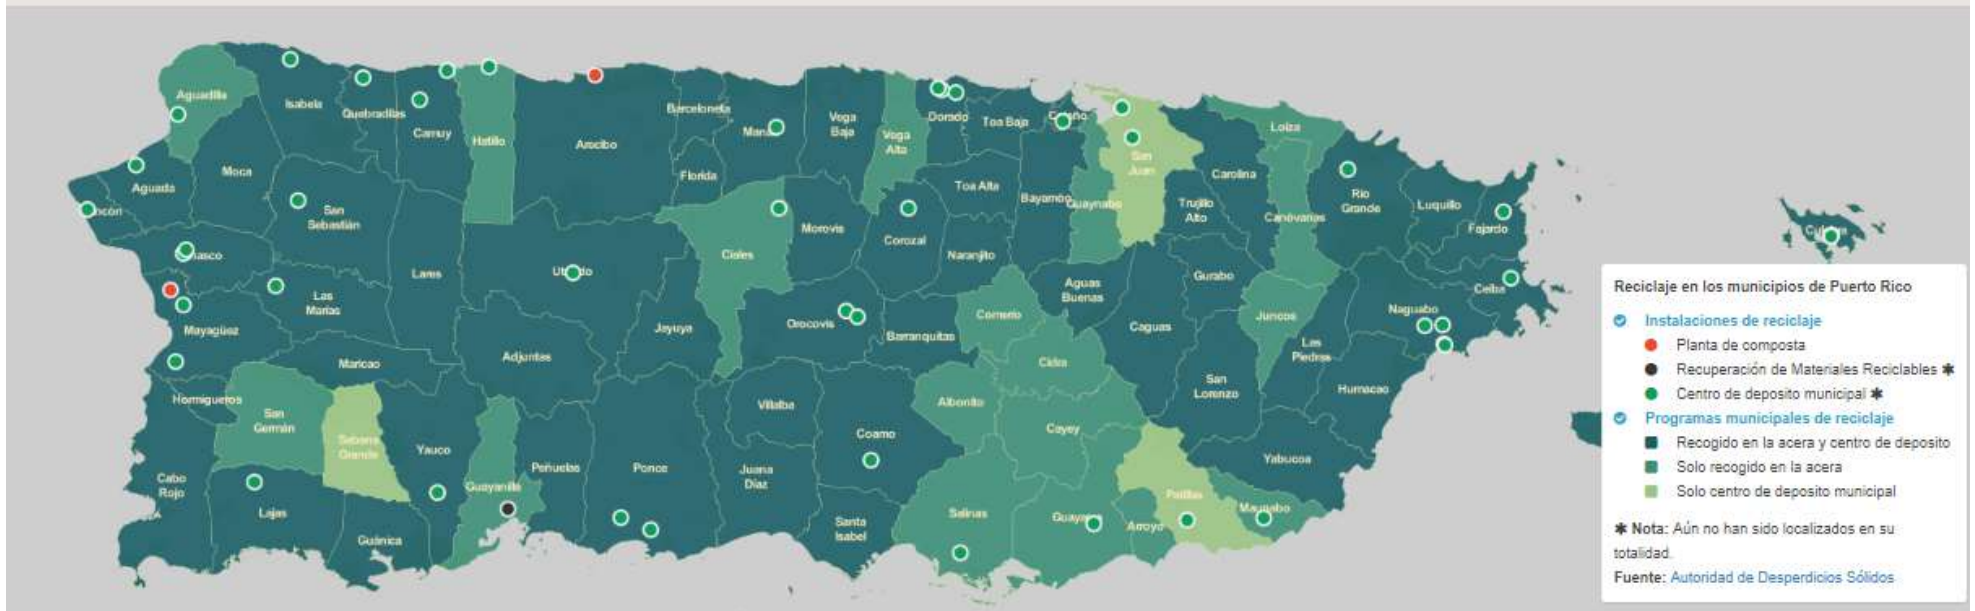 Aguadilla
Isabela
Quebradillas
Camuy
Hatillo
Arecibo
Barceloneta
Florida
Vega
Baja
Vega
Alta
Dorado
Toa Baja
San
Juan
Loíza
Carolina
Canóvanas
Río
Grande
Luquillo
Fajardo
Aguada
Moca
San
Sebastián
Lares
Ciales
Morovis
Corozal
Toa Alta
Naranjito
Bayamón
Guaynabo
Trujillo
Alto
Gurabo
Aguas
Buenas
Caguas
Juncos
Las
Piedras
Naguabo
Ceiba
Humacao
San
Lorenzo
Yabucoa
Las
Marías
Mayagüez
Maricao
Adjuntas
Jayuya
Orocovis
Barranquitas
Comerío
Cidra
Cayey
Aibonito
Hormigueros
San
Germán
Sabana
Grande
Yauco
Guayanilla
Peñuelas
Ponce
Villalba
Juana
Díaz
Coamo
Santa
Isabel
Salinas
Arroyo
Patillas
Maunabo
Cabo
Rojo
Lajas
Guánica
Reciclaje en los municipios de Puerto Rico
Instalaciones de reciclaje
Planta de composta
Recuperación de Materiales Reciclables ✱
Centro de deposito municipal ✱
Programas municipales de reciclaje
Recogido en la acera y centro de deposito
Solo recogido en la acera
Solo centro de deposito municipal
✱ Nota: Aún no han sido localizados en su
totalidad.
Fuente: Autoridad de Desperdicios Sólidos